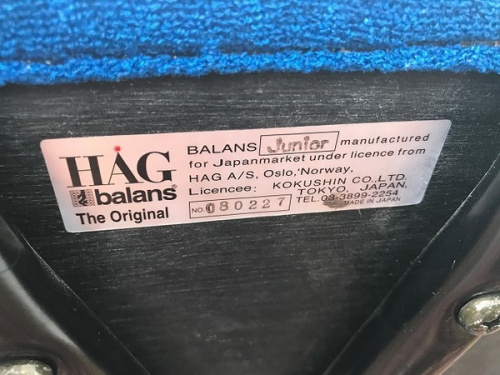 HÅG
balans®
The Original
BALANS Junior manufactured
for Japanmarket under licence from
HAG A/S, Oslo,'Norway,
Licencee: KOKUSHIN CO.,LTD.
TOKYO, JAPAN,
TEL.03-3899-2254
NO. 080227
MADE IN JAPAN